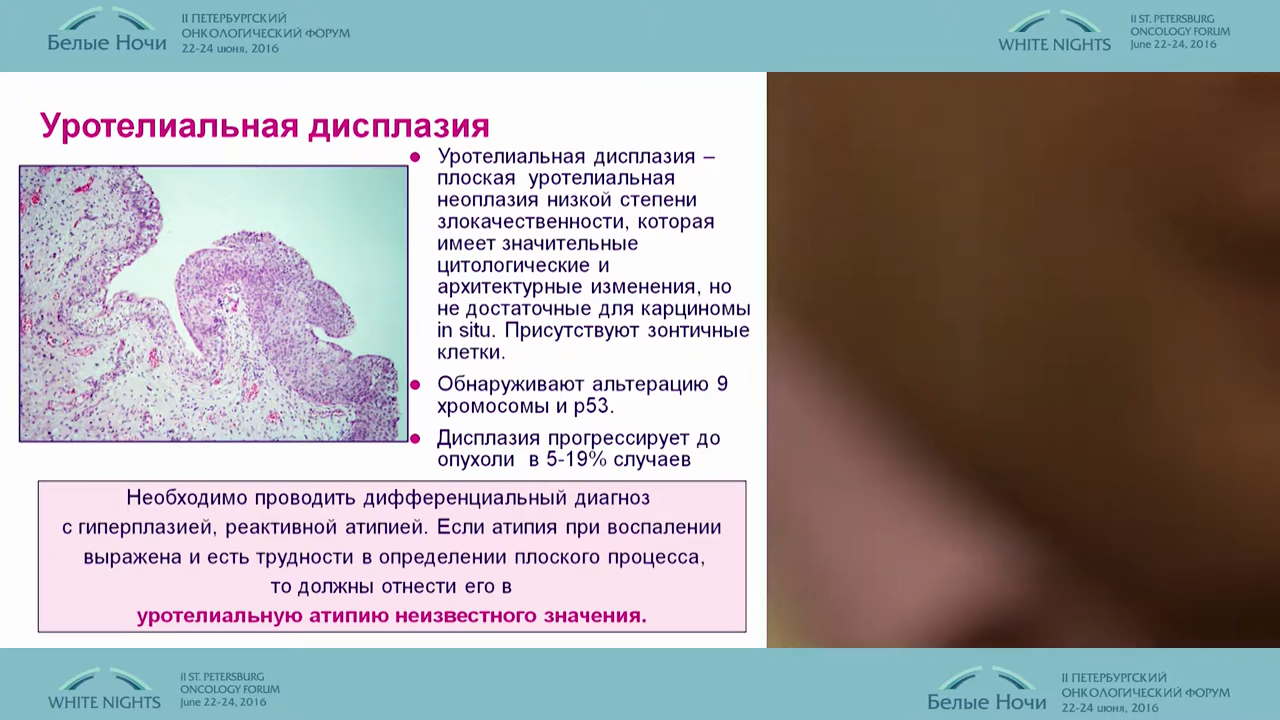 Белые Ночи
II ПЕТЕРБУРГСКИЙ
ОНКОЛОГИЧЕСКИЙ ФОРУМ
22-24 июня, 2016
WHITE NIGHTS
II ST. PETERSBURG
ONCOLOGY FORUM
June 22-24, 2016
Уротелиальная дисплазия
Уротелиальная дисплазия –
плоская уротелиальная
неоплазия низкой степени
злокачественности, которая
имеет значительные
цитологические и
архитектурные изменения, но
не достаточные для карциномы
in situ. Присутствуют зонтичные
клетки.
Обнаруживают альтерацию 9
хромосомы и p53.
Дисплазия прогрессирует до
опухоли в 5-19% случаев
Необходимо проводить дифференциальный диагноз
с гиперплазией, реактивной атипией. Если атипия при воспалении
выражена и есть трудности в определении плоского процесса,
то должны отнести его в
уротелиальную атипию неизвестного значения.
WHITE NIGHTS
II ST. PETERSBURG
ONCOLOGY FORUM
June 22-24, 2016
Белые Ночи
II ПЕТЕРБУРГСКИЙ
ОНКОЛОГИЧЕСКИЙ ФОРУМ
22-24 июня, 2016